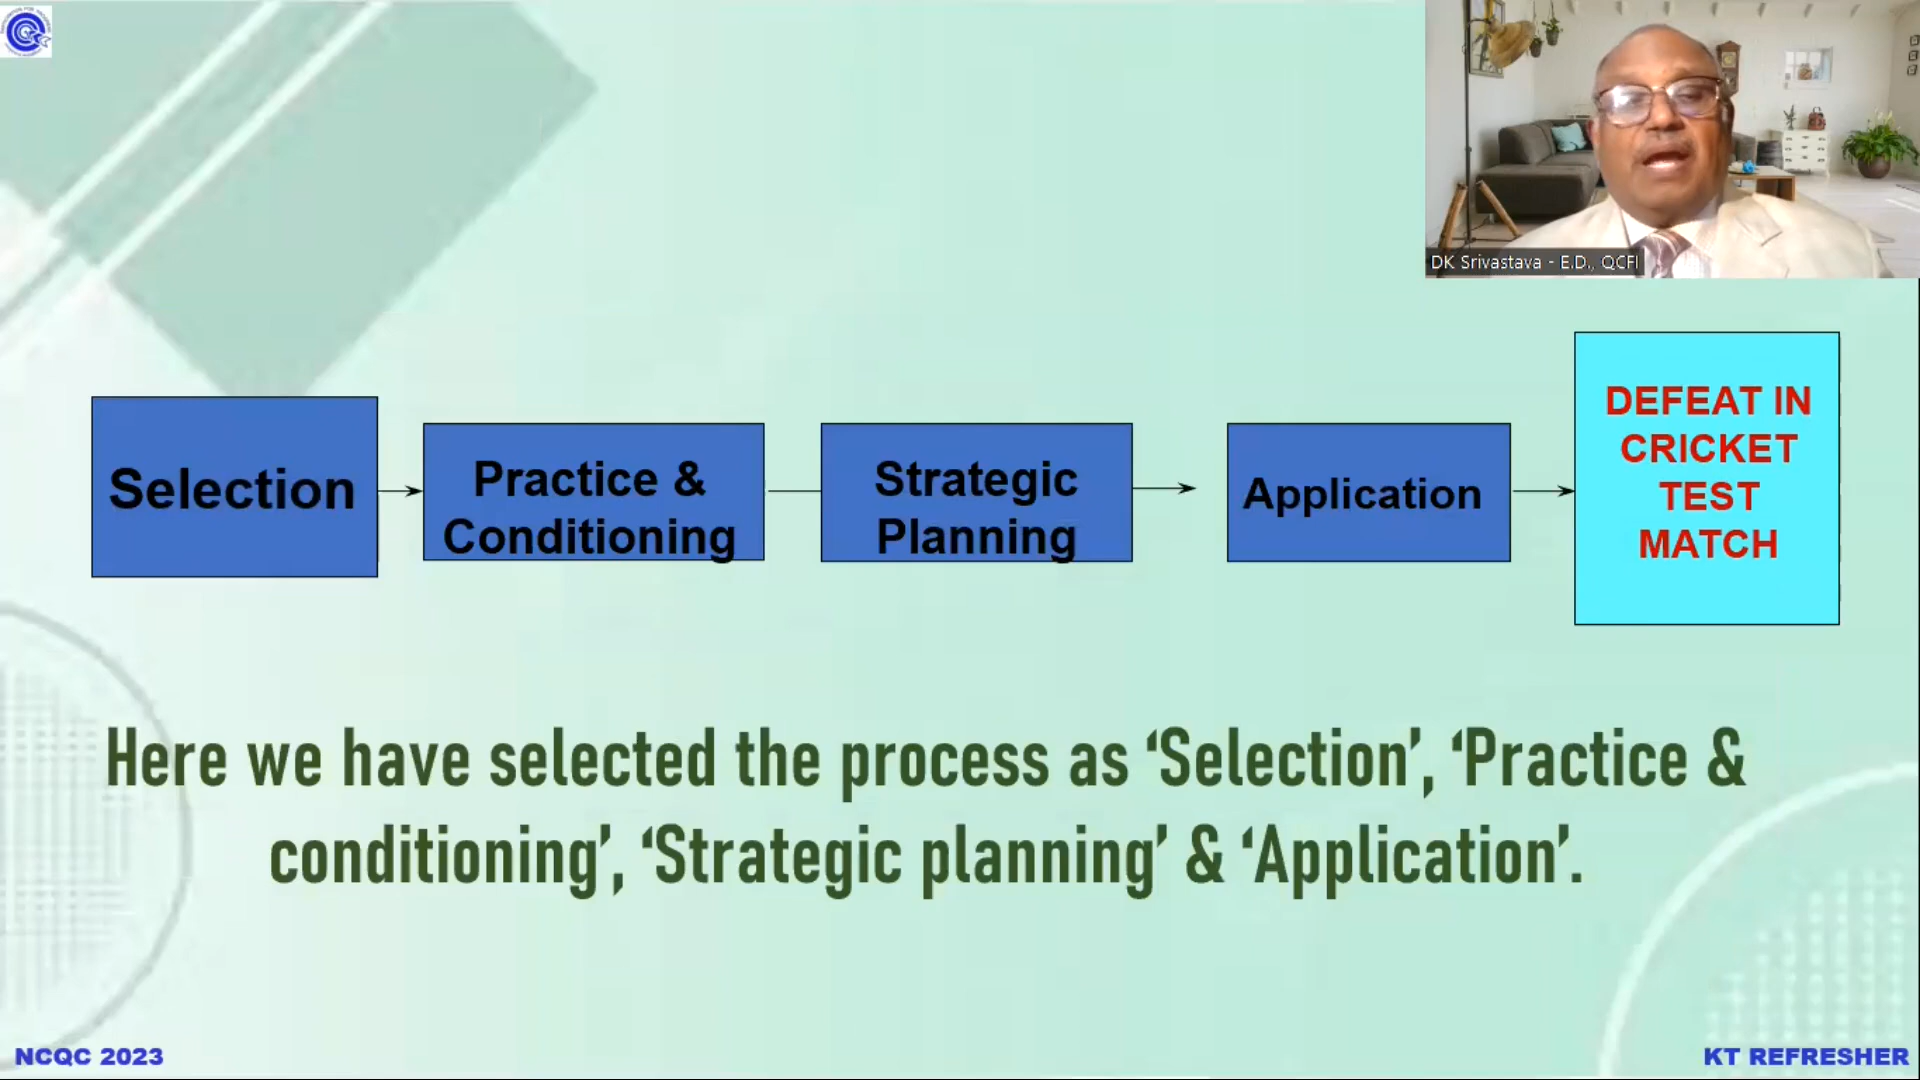 DK Srivastava - E.D., QCFI
Selection
Practice &
Conditioning
Strategic
Planning
Application
DEFEAT IN
CRICKET
TEST
MATCH
Here we have selected the process as ‘Selection’, ‘Practice &
conditioning’, ‘Strategic planning’ & ‘Application’.
NCQC 2023
KT REFRESHER